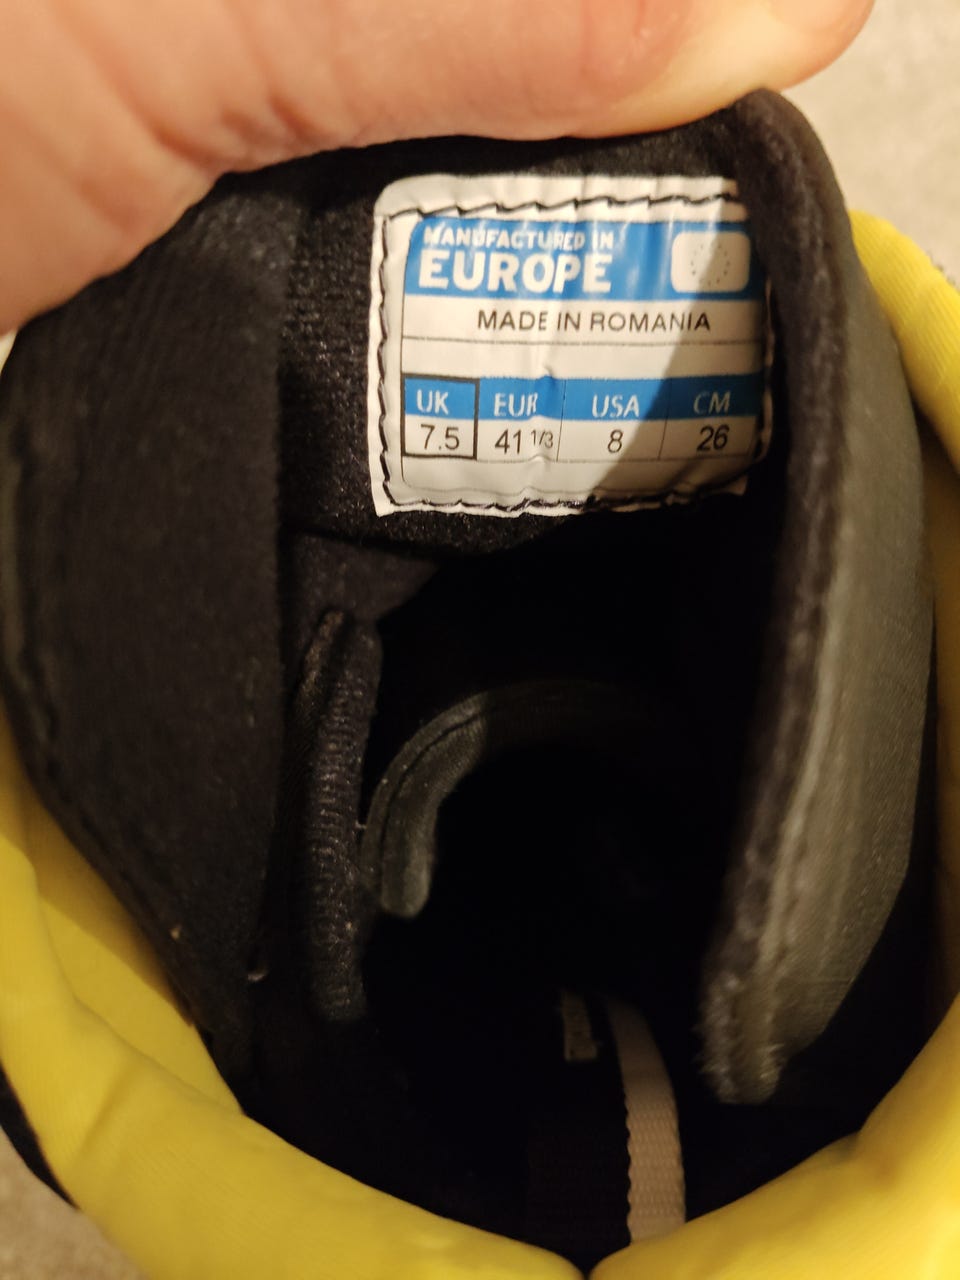 MANUFACTURED IN
EUROPE
MADE IN ROMANIA
UK EUR USA CM
7.5 41 1/3 8 26